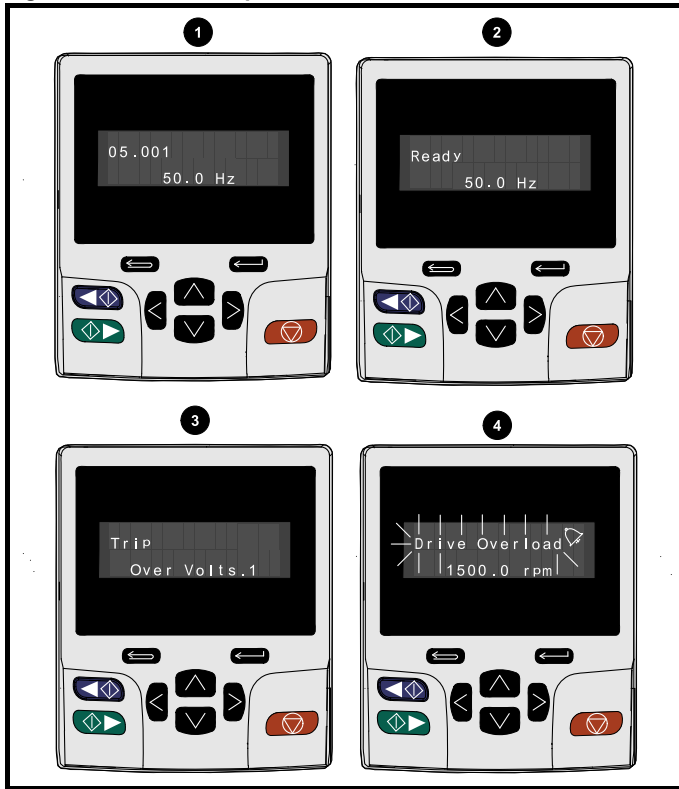 1
05.001
50.0 Hz
2
Ready
50.0 Hz
3
Trip
Over Volts.1
4
Drive Overload
1500.0 rpm